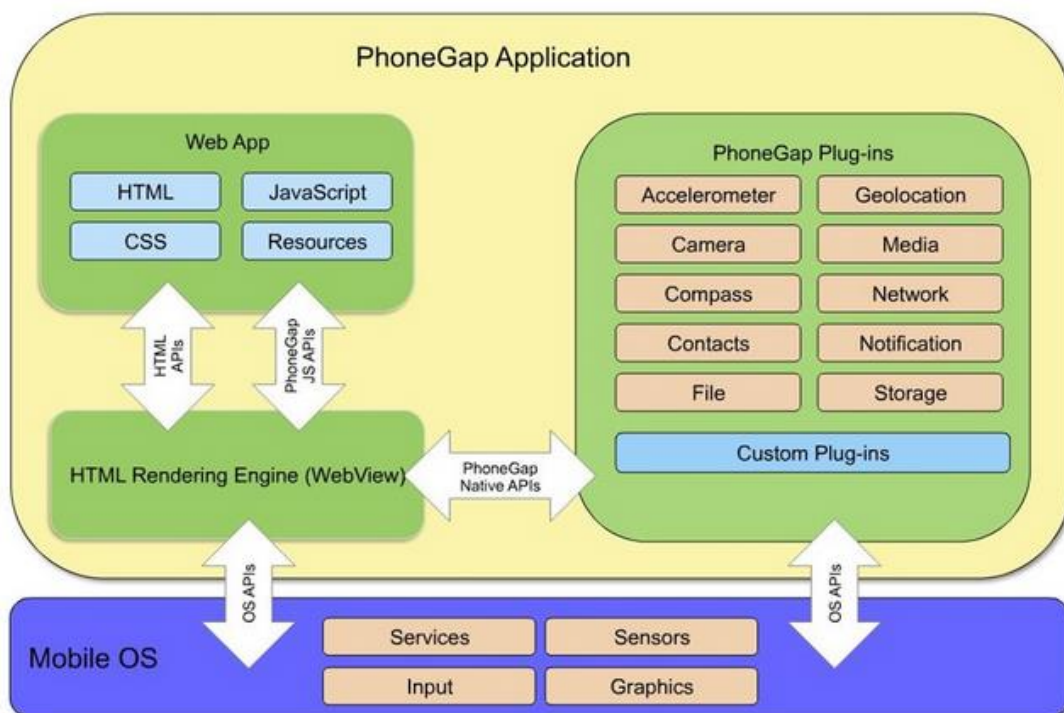 PhoneGap Application
Web App
HTML
JavaScript
CSS
Resources
HTML
APIs
PhoneGap
JS APIs
HTML Rendering Engine (WebView)
PhoneGap
Native APIs
PhoneGap Plug-ins
Accelerometer
Geolocation
Camera
Media
Compass
Network
Contacts
Notification
File
Storage
Custom Plug-ins
OS APIs
OS APIs
Mobile OS
Services
Sensors
Input
Graphics